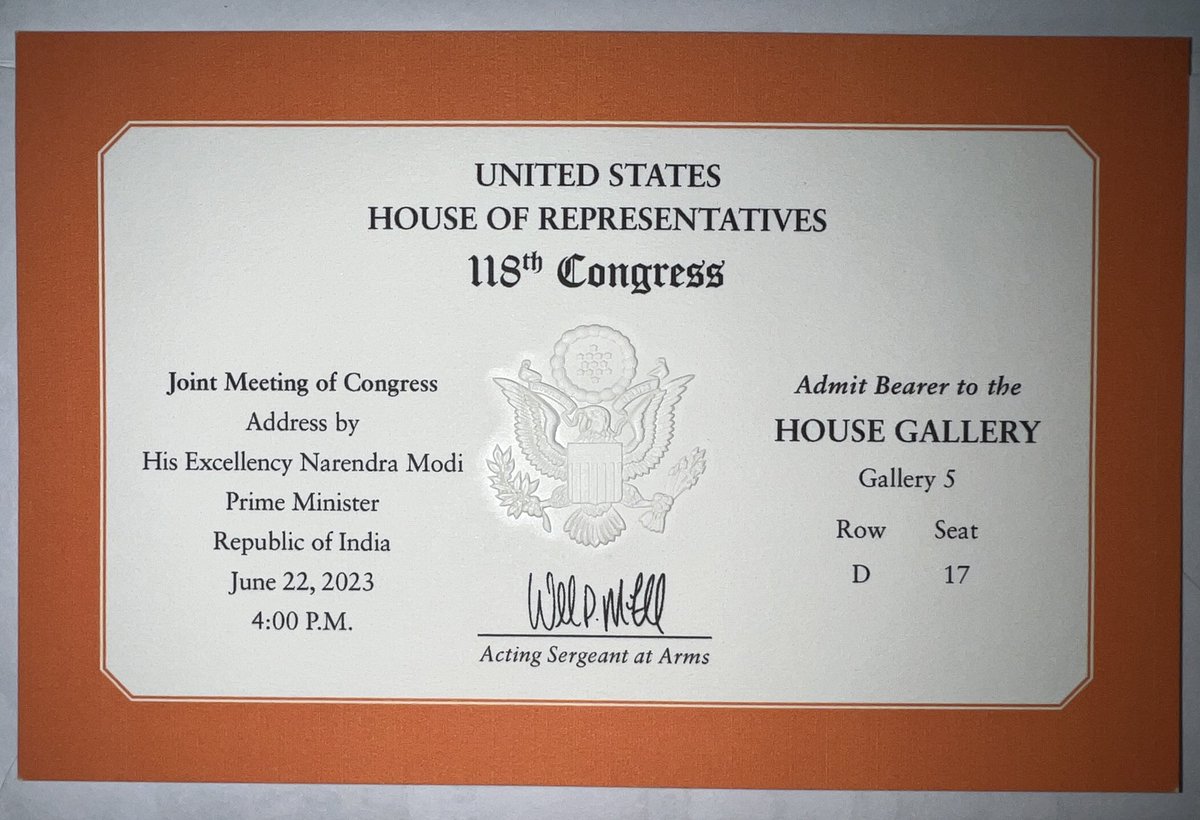 UNITED STATES
HOUSE OF REPRESENTATIVES
118th Congress
Joint Meeting of Congress
Address by
His Excellency Narendra Modi
Prime Minister
Republic of India
June 22, 2023
4:00 P.M.
Acting Sergeant at Arms
Admit Bearer to the
HOUSE GALLERY
Gallery 5
Row Seat
D 17